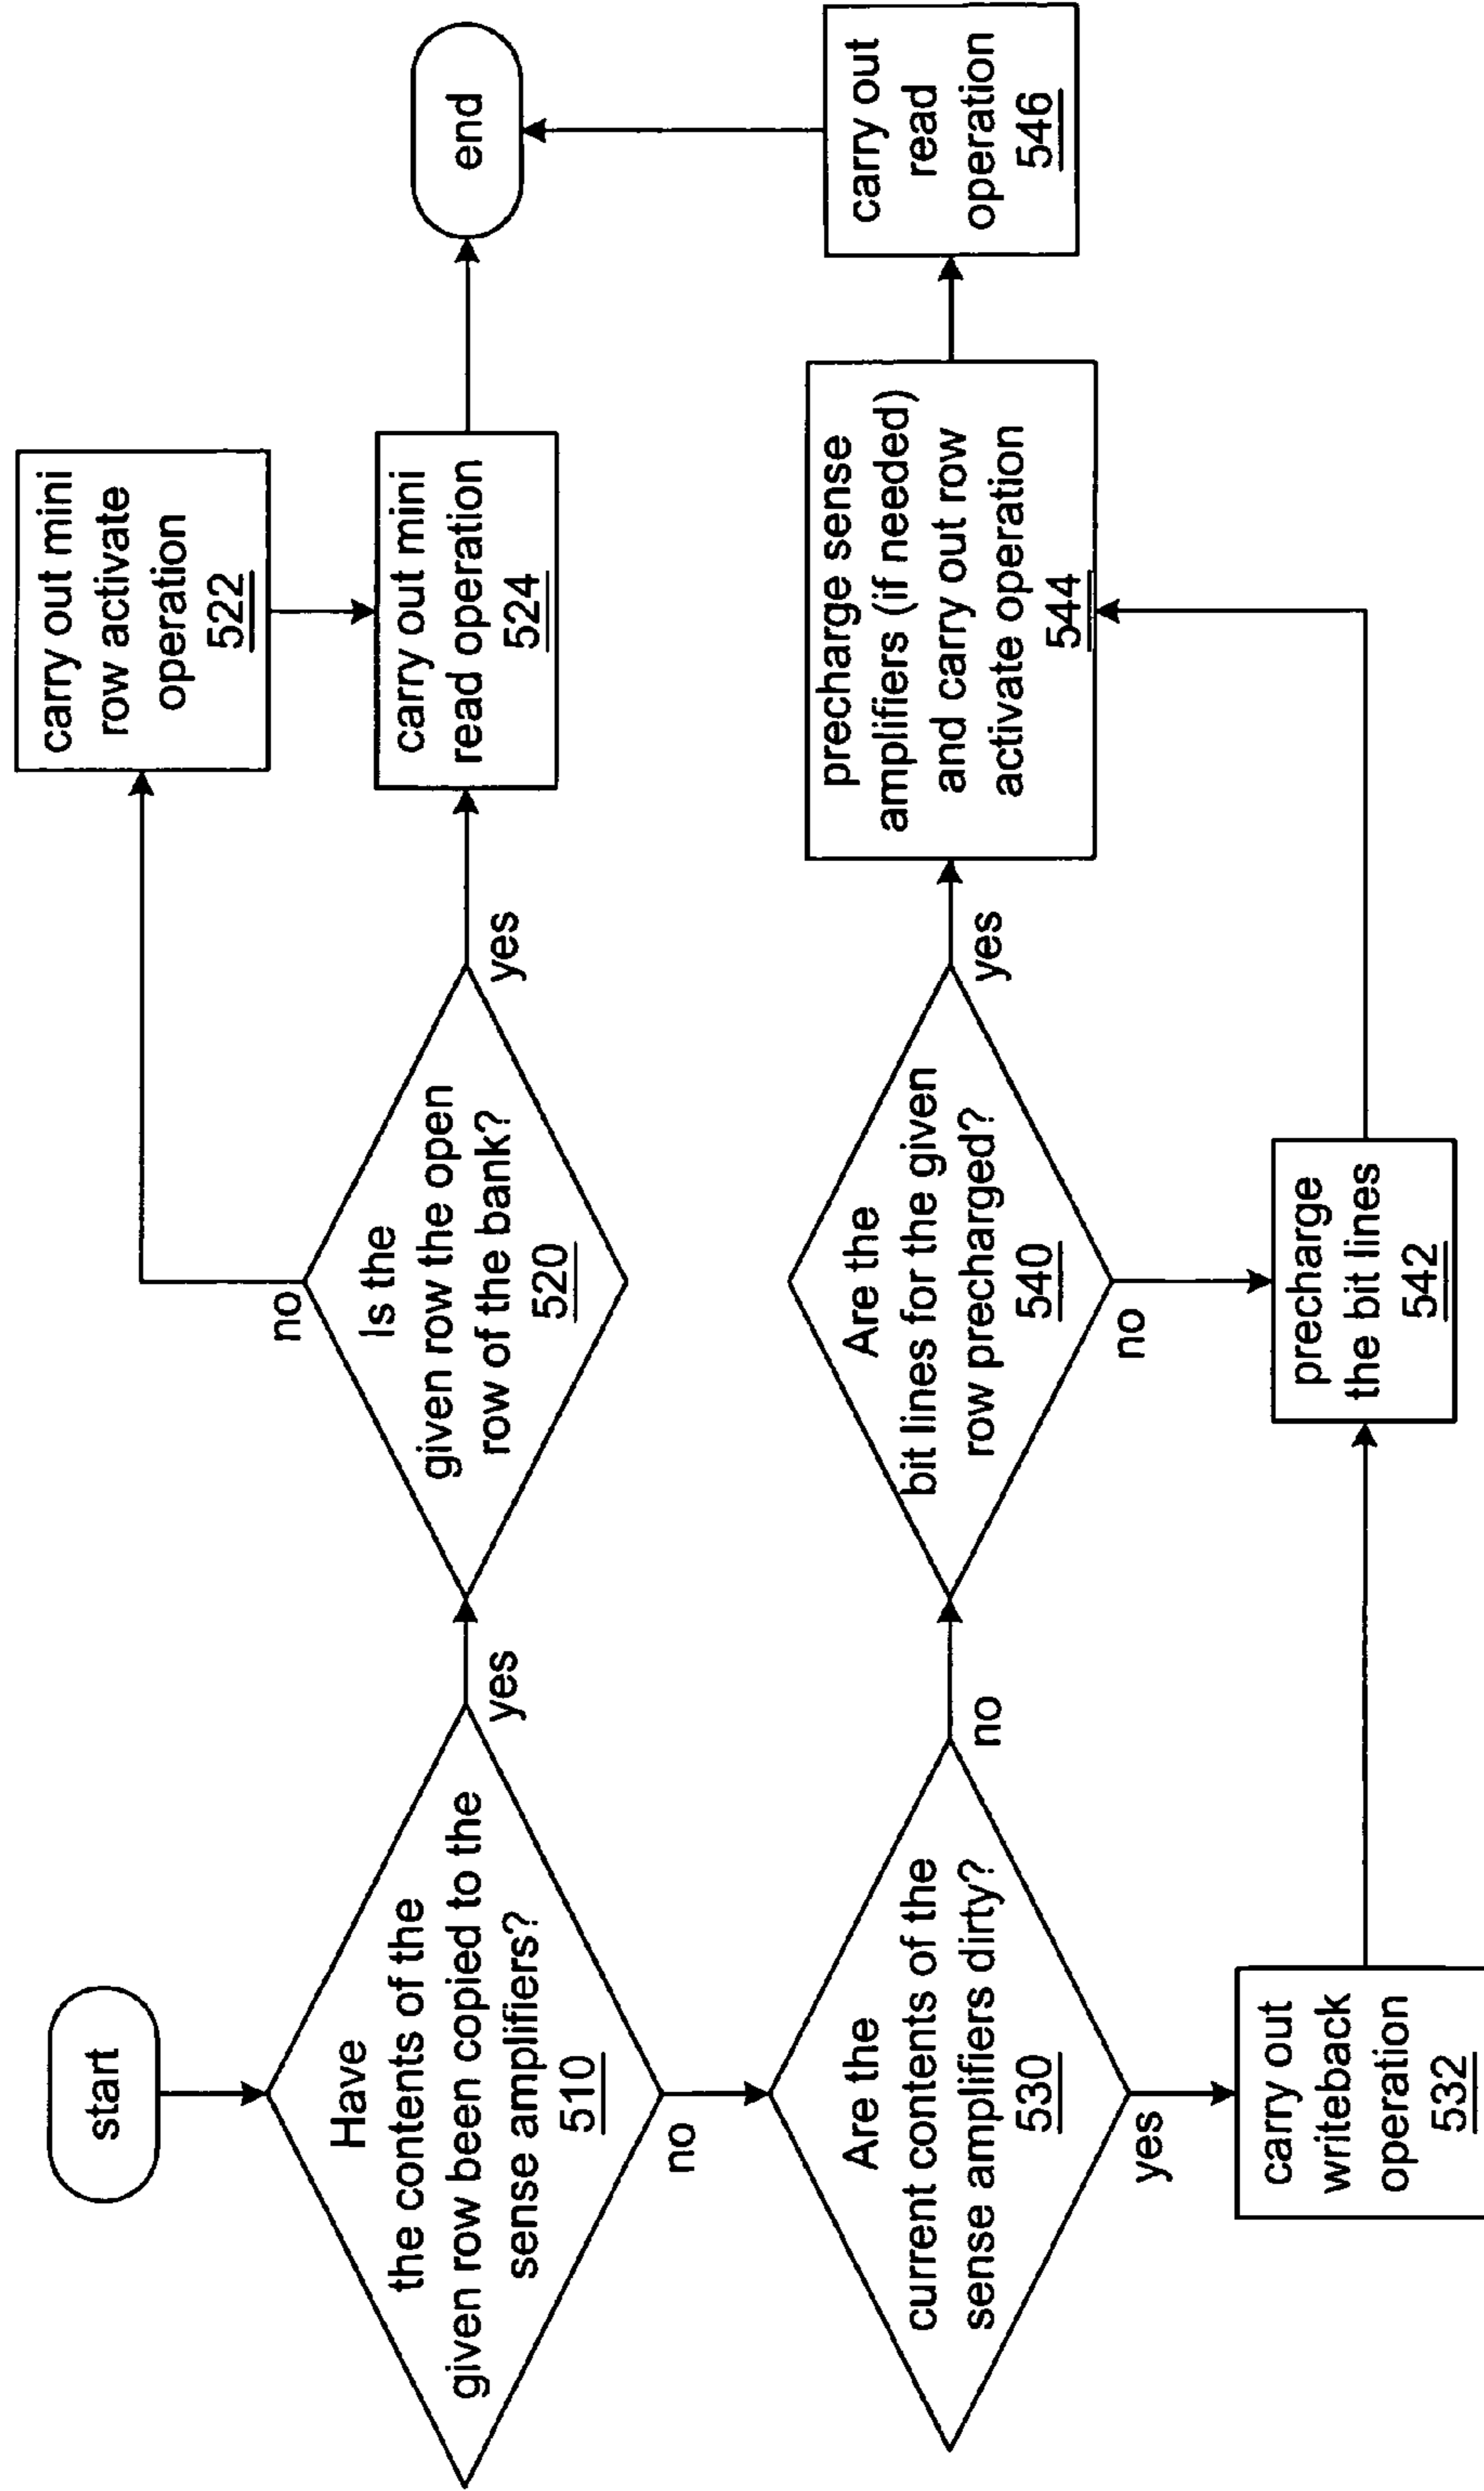 start
Have
the contents of the
given row been copied to the
sense amplifiers?
510
yes
no
Is the
given row the open
row of the bank?
520
no
yes
carry out mini
row activate
operation
522
carry out mini
read operation
524
end
Are the
current contents of the
sense amplifiers dirty?
530
no
yes
Are the
bit lines for the given
row precharged?
540
yes
no
precharge sense
amplifiers (if needed)
and carry out row
activate operation
544
carry out
read
operation
546
carry out
writeback
operation
532
precharge
the bit lines
542